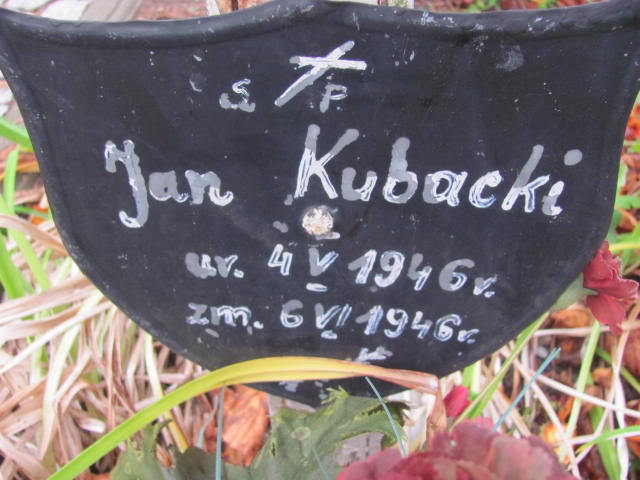 ś p
Jan Kubacki
ur. 4 V 1946 r.
zm. 6 VI 1946 r.